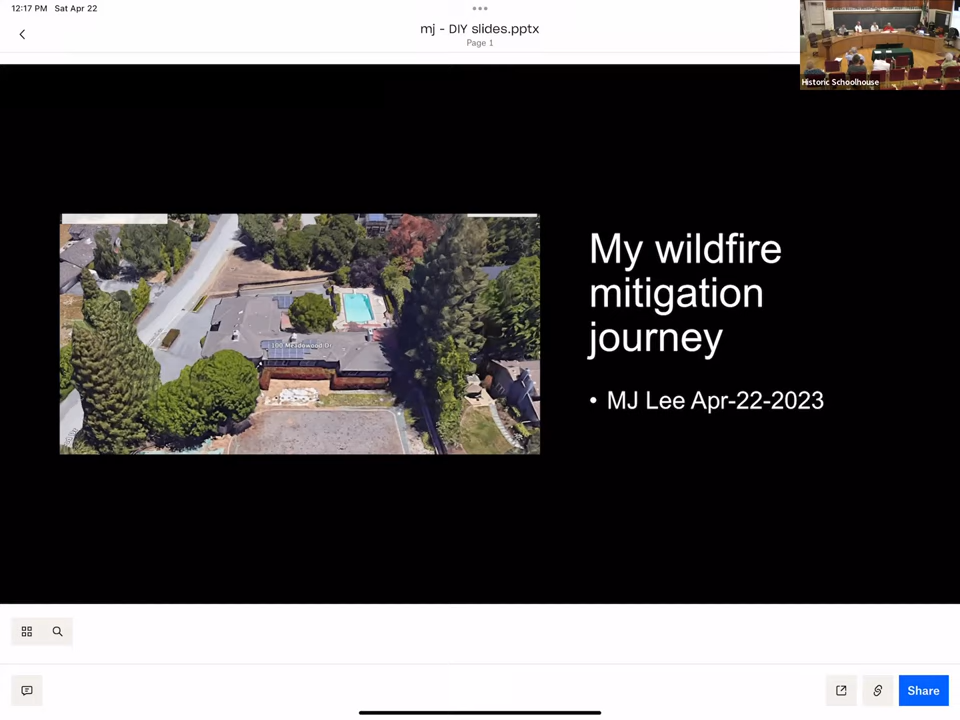 12:17 PM Sat Apr 22
mj - DIY slides.pptx
Page 1
Historic Schoolhouse
My wildfire
mitigation
journey
• MJ Lee Apr-22-2023
Share